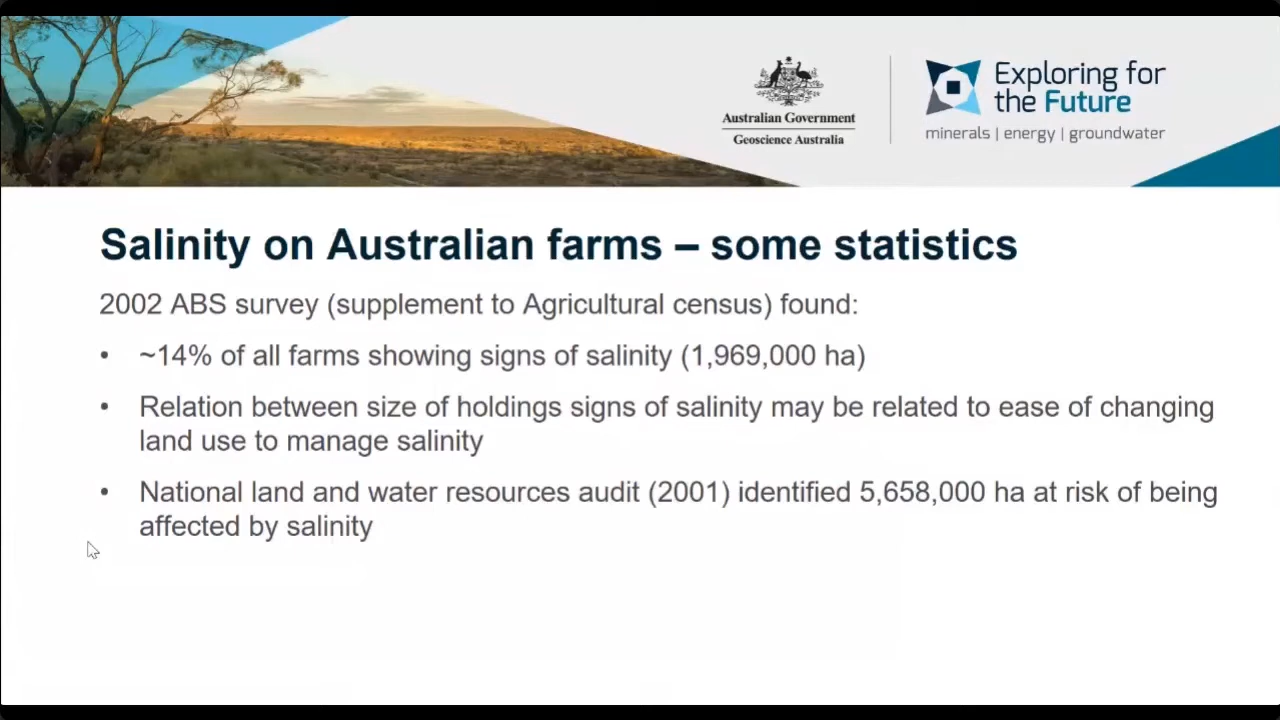 Australian Government
Geoscience Australia
Exploring for
the Future
minerals | energy | groundwater
Salinity on Australian farms – some statistics
2002 ABS survey (supplement to Agricultural census) found:
• ~14% of all farms showing signs of salinity (1,969,000 ha)
• Relation between size of holdings signs of salinity may be related to ease of changing
land use to manage salinity
• National land and water resources audit (2001) identified 5,658,000 ha at risk of being
affected by salinity